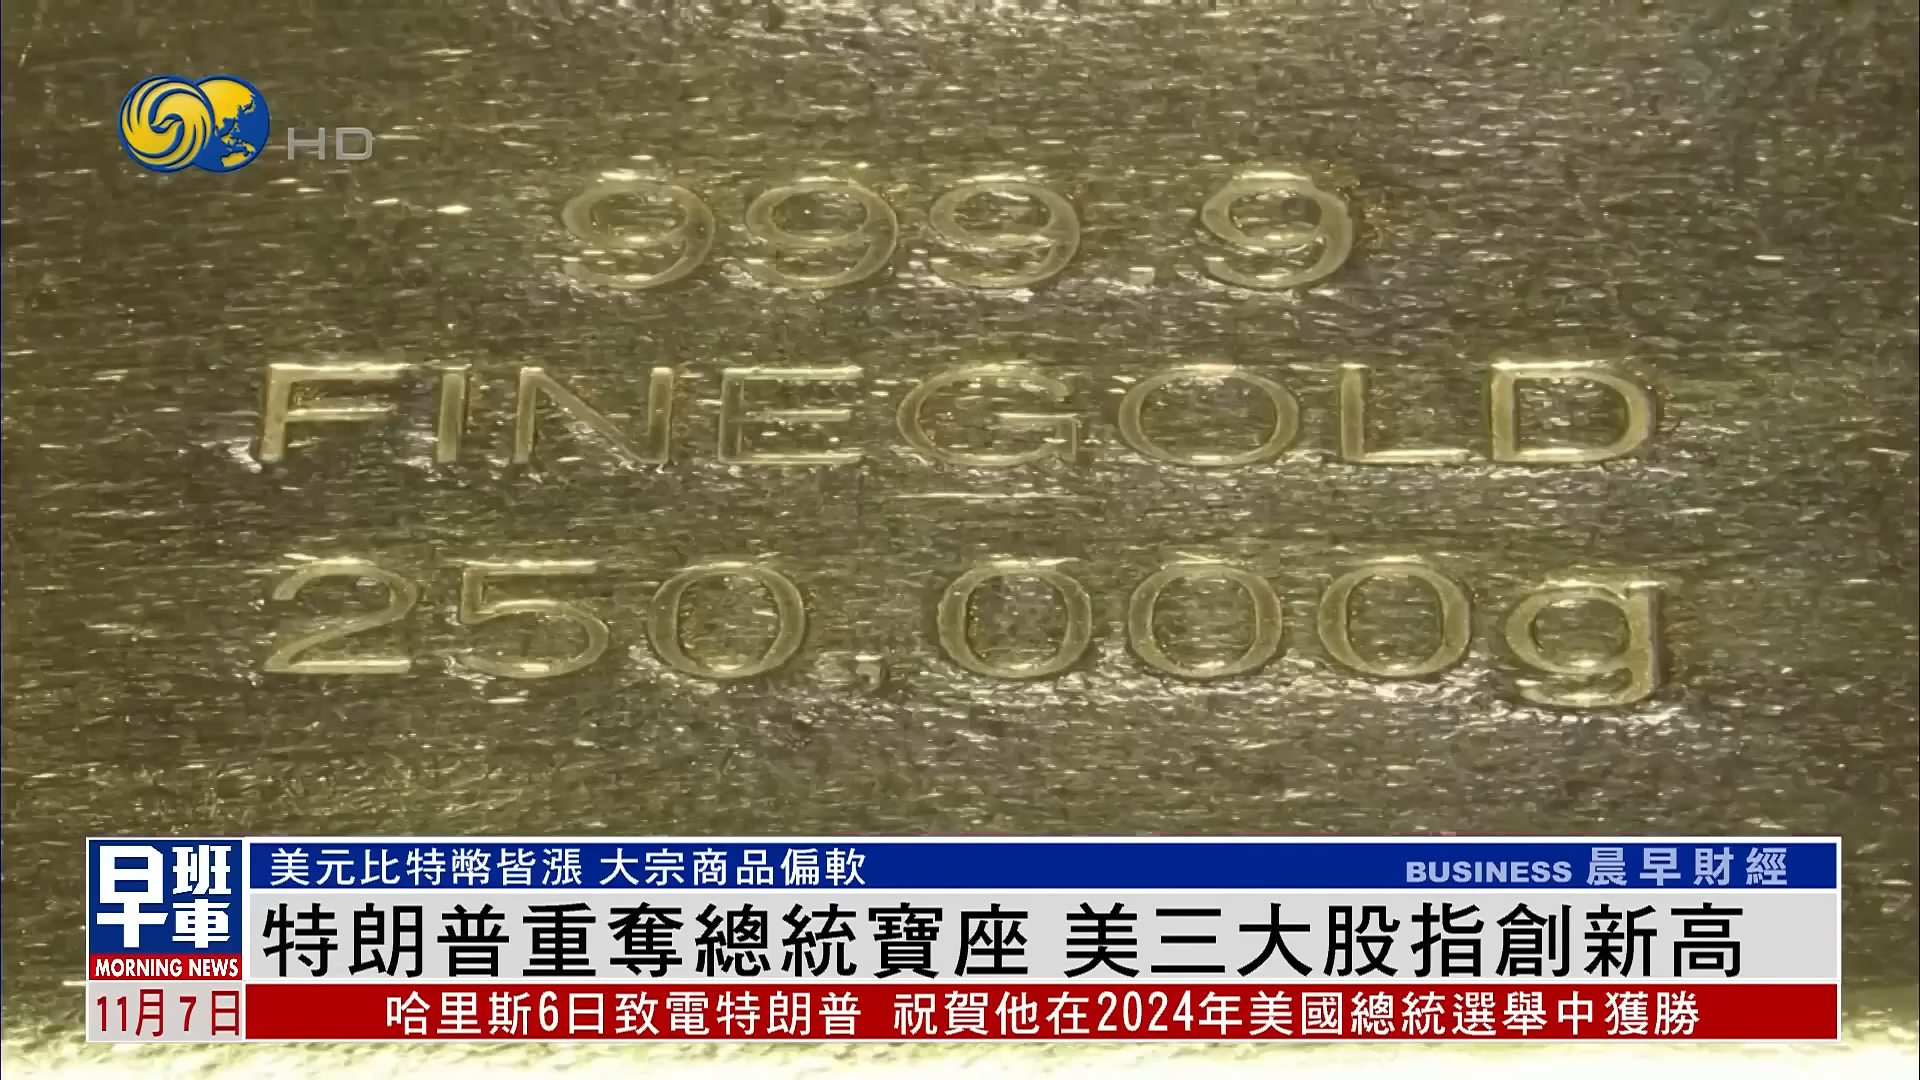 HD
999.9
FINE GOLD
250.000g
早班車
MORNING NEWS
11月7日
美元比特幣皆漲 大宗商品偏軟
BUSINESS 晨早財經
特朗普重奪總統寶座 美三大股指創新高
哈里斯6日致電特朗普 祝賀他在2024年美國總統選舉中獲勝